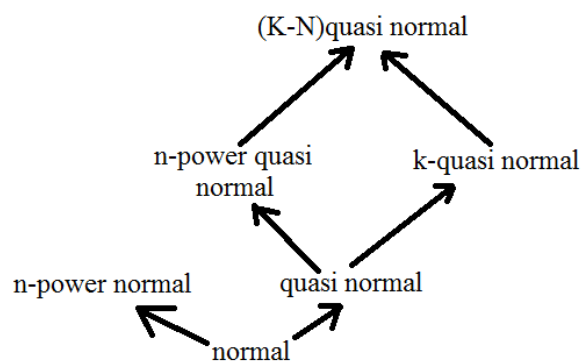 (K-N)quasi normal
n-power quasi
normal
k-quasi normal
n-power normal
quasi normal
normal